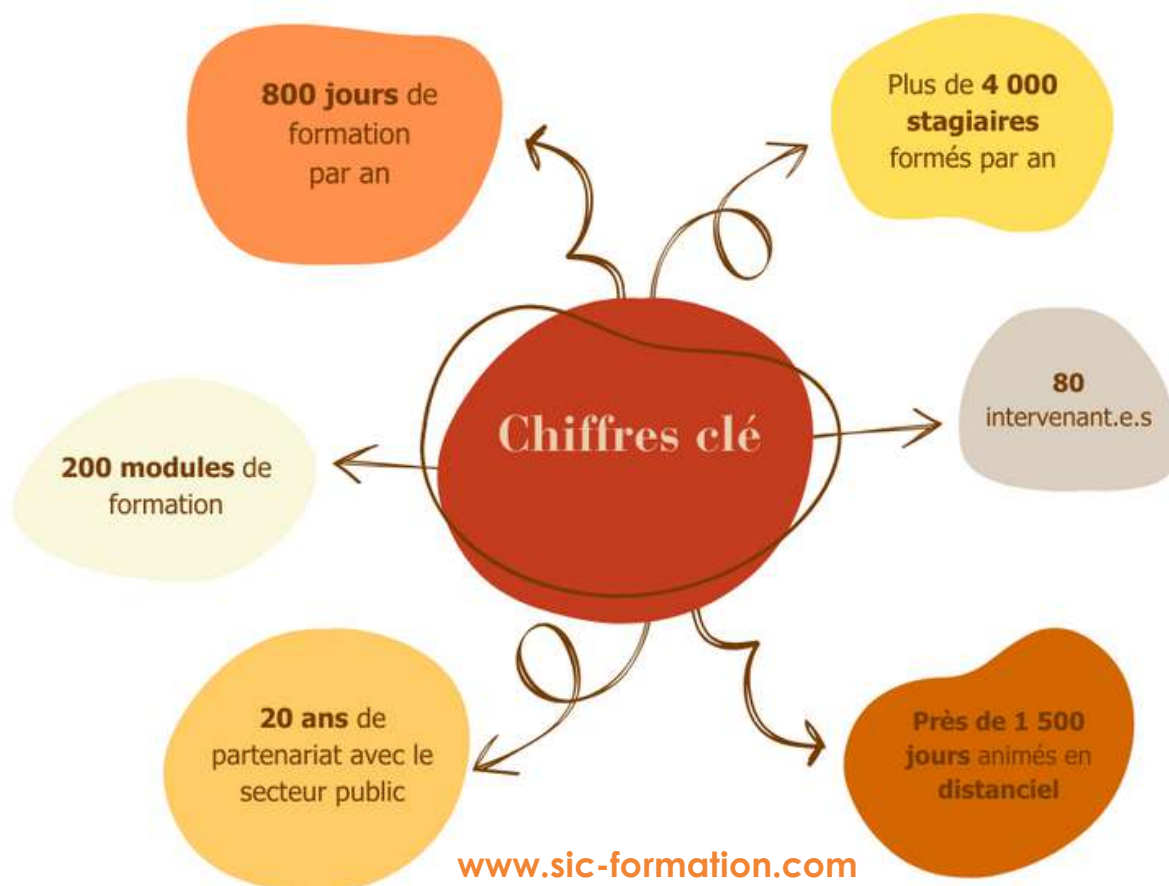 800 jours de
formation
par an
Plus de 4 000
stagiaires
formés par an
Chiffres clé
80
intervenant.e.s
200 modules de
formation
20 ans de
partenariat avec le
secteur public
Près de 1 500
jours animés en
distanciel
www.sic-formation.com